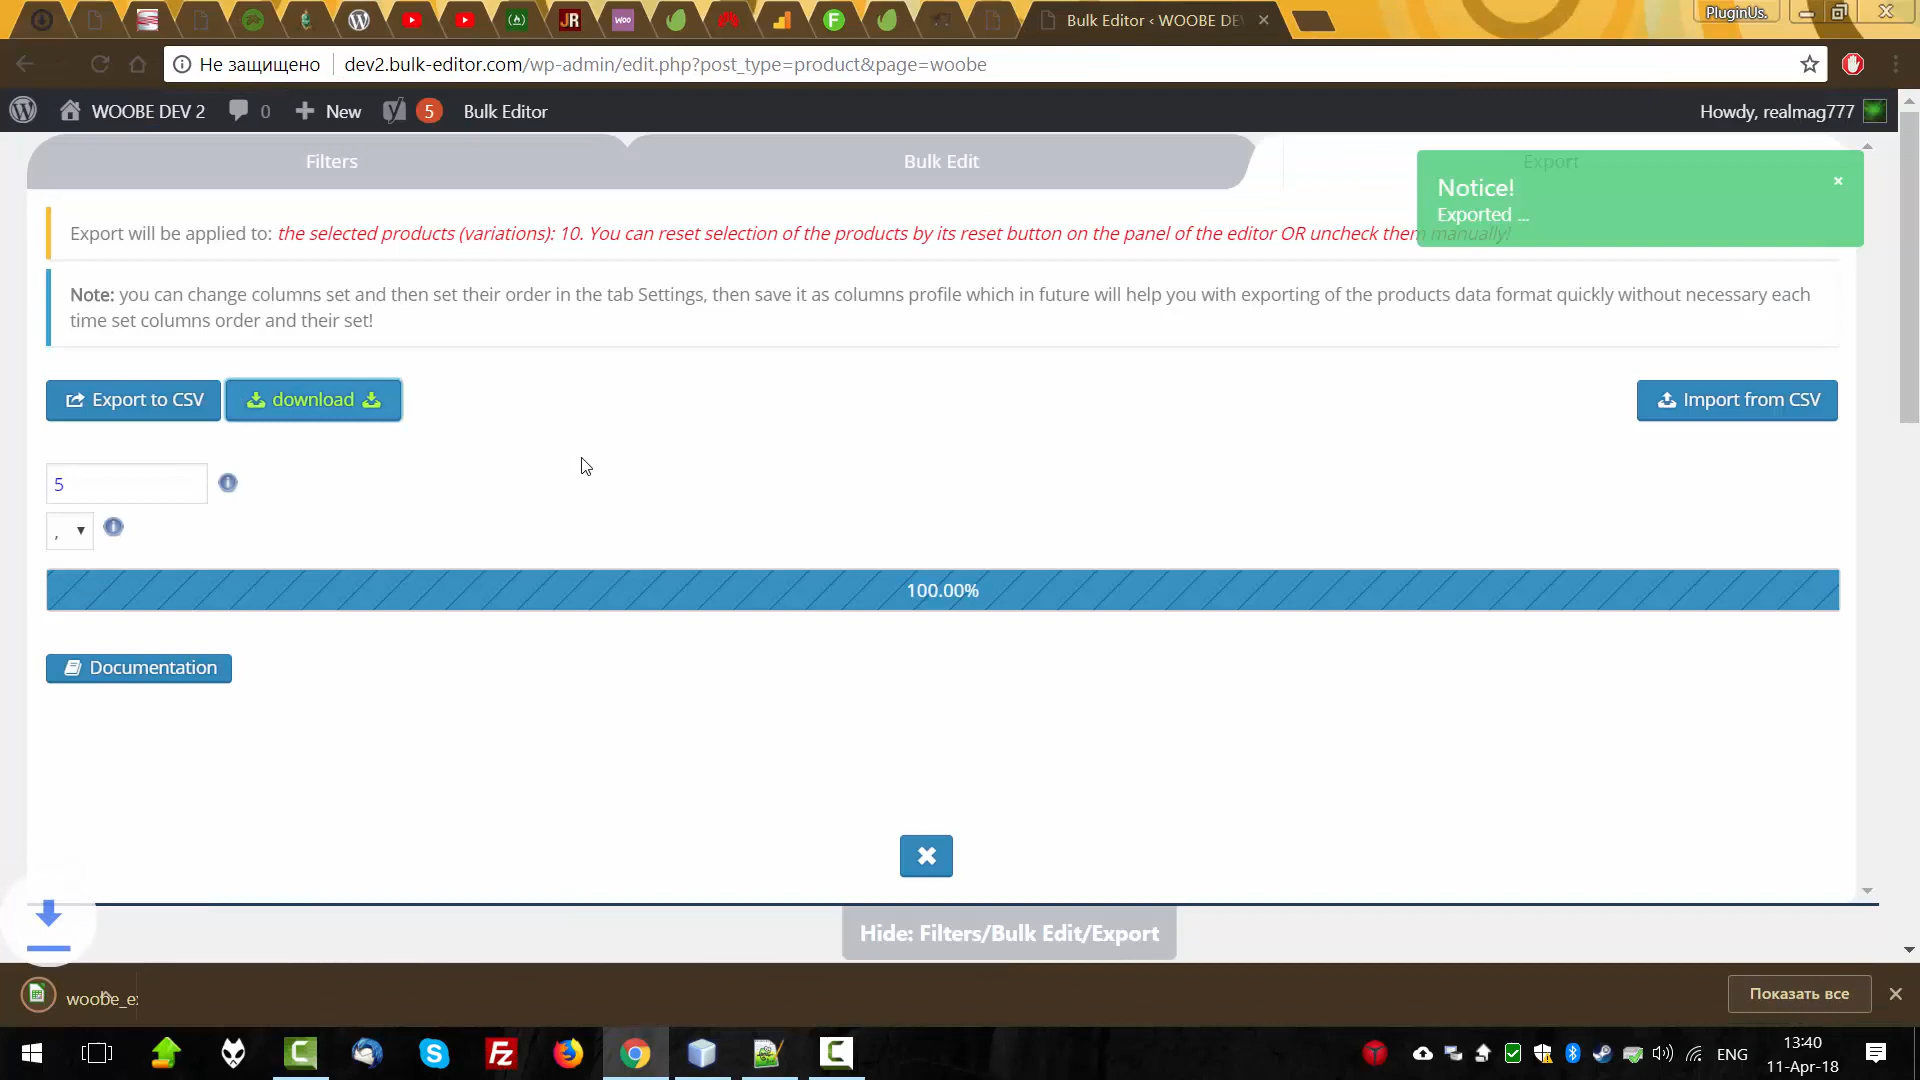 JR
woo
F
Bulk Editor ‹ WOOBE DE
PluginUs.
Не защищено
dev2.bulk-editor.com/wp-admin/edit.php?post_type=product&page=woobe
WOOBE DEV 2
0
New
5
Bulk Editor
Howdy, realmag777
Filters
Bulk Edit
Export
Notice!
Exported ...
Export will be applied to: the selected products (variations): 10. You can reset selection of the products by its reset button on the panel of the editor OR uncheck them manually!
Note: you can change columns set and then set their order in the tab Settings, then save it as columns profile which in future will help you with exporting of the products data format quickly without necessary each
time set columns order and their set!
Export to CSV
download
Import from CSV
5
,
100.00%
Documentation
Hide: Filters/Bulk Edit/Export
woobe_e
Показать все
ENG
13:40
11-Apr-18